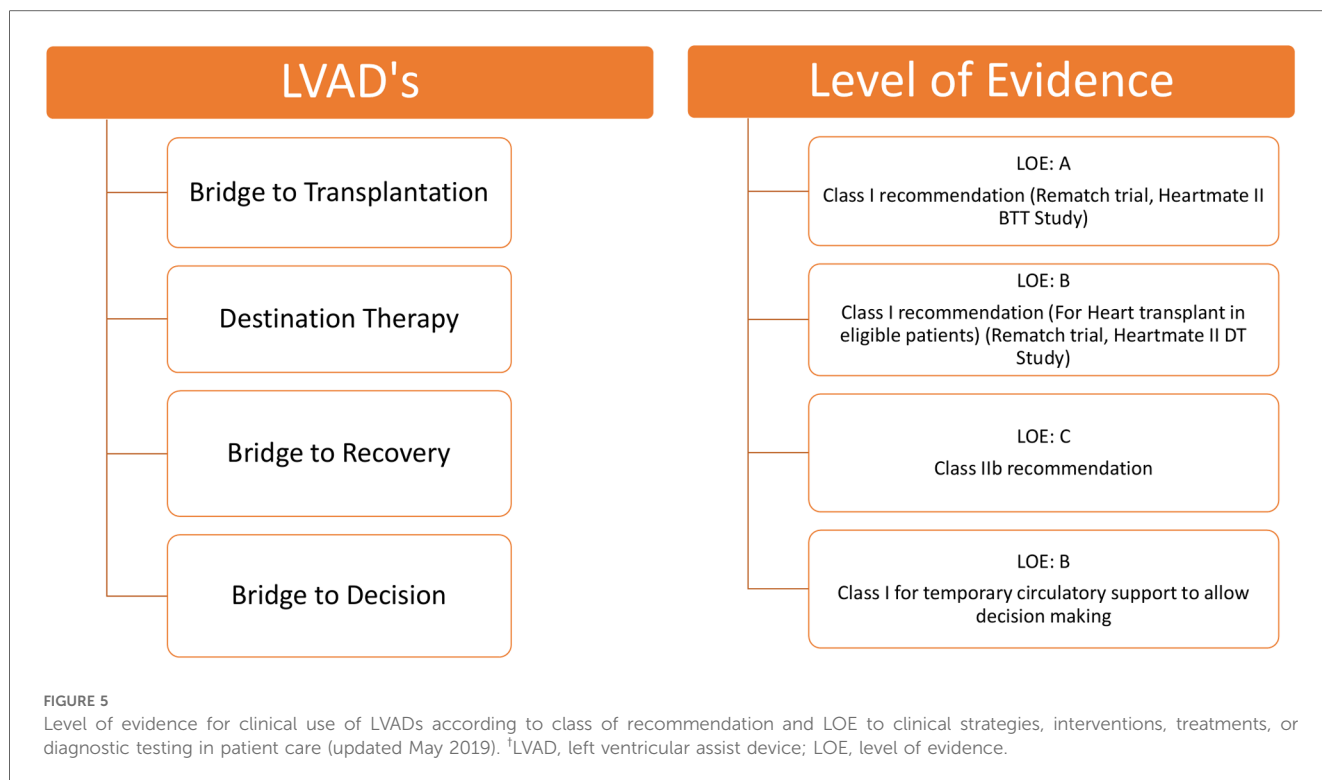 LVAD's
Bridge to Transplantation
Destination Therapy
Bridge to Recovery
Bridge to Decision
Level of Evidence
LOE: A
Class I recommendation (Rematch trial, Heartmate II
BTT Study)
LOE: B
Class I recommendation (For Heart transplant in
eligible patients) (Rematch trial, Heartmate II DT
Study)
LOE: C
Class IIb recommendation
LOE: B
Class I for temporary circulatory support to allow
decision making
FIGURE 5
Level of evidence for clinical use of LVADs according to class of recommendation and LOE to clinical strategies, interventions, treatments, or
diagnostic testing in patient care (updated May 2019). †LVAD, left ventricular assist device; LOE, level of evidence.